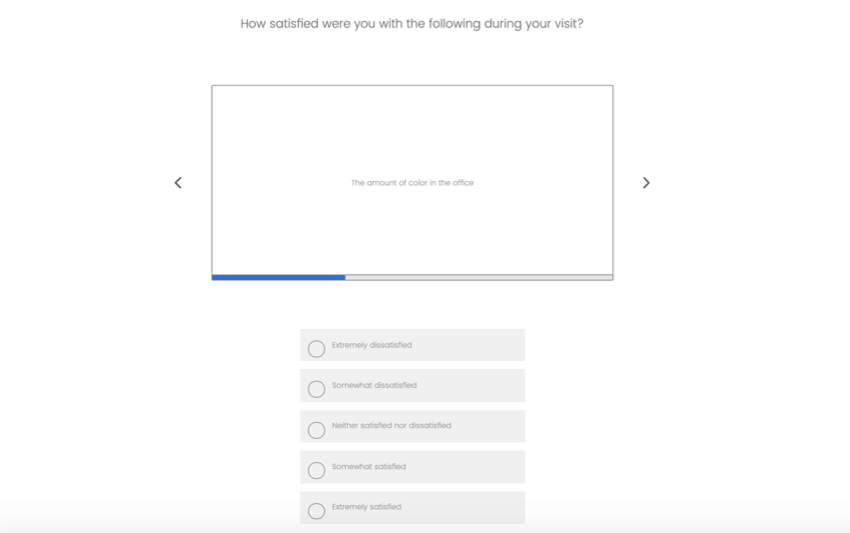 How satisfied were you with the following during your visit?
The amount of color in the office
Extremely dissatisfied
Somewhat dissatisfied
Neither satisfied nor dissatisfied
Somewhat satisfied
Extremely satisfied